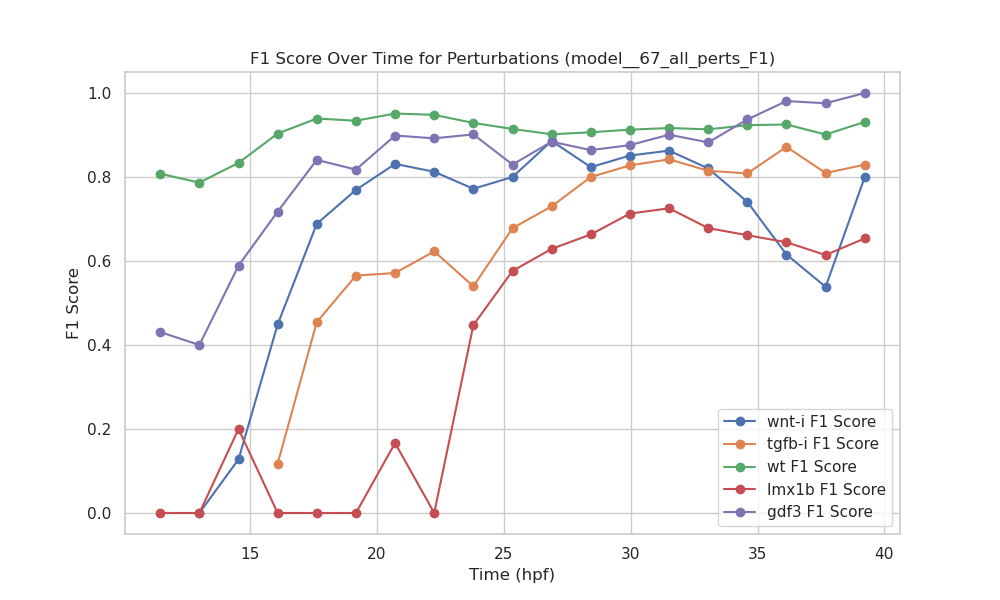 F1 Score Over Time for Perturbations (model__67_all_perts_F1)
F1 Score
1.0
0.8
0.6
0.4
0.2
0.0
15
20
25
30
35
40
Time (hpf)
wnt-i F1 Score
tgfb-i F1 Score
wt F1 Score
lmx1b F1 Score
gdf3 F1 Score